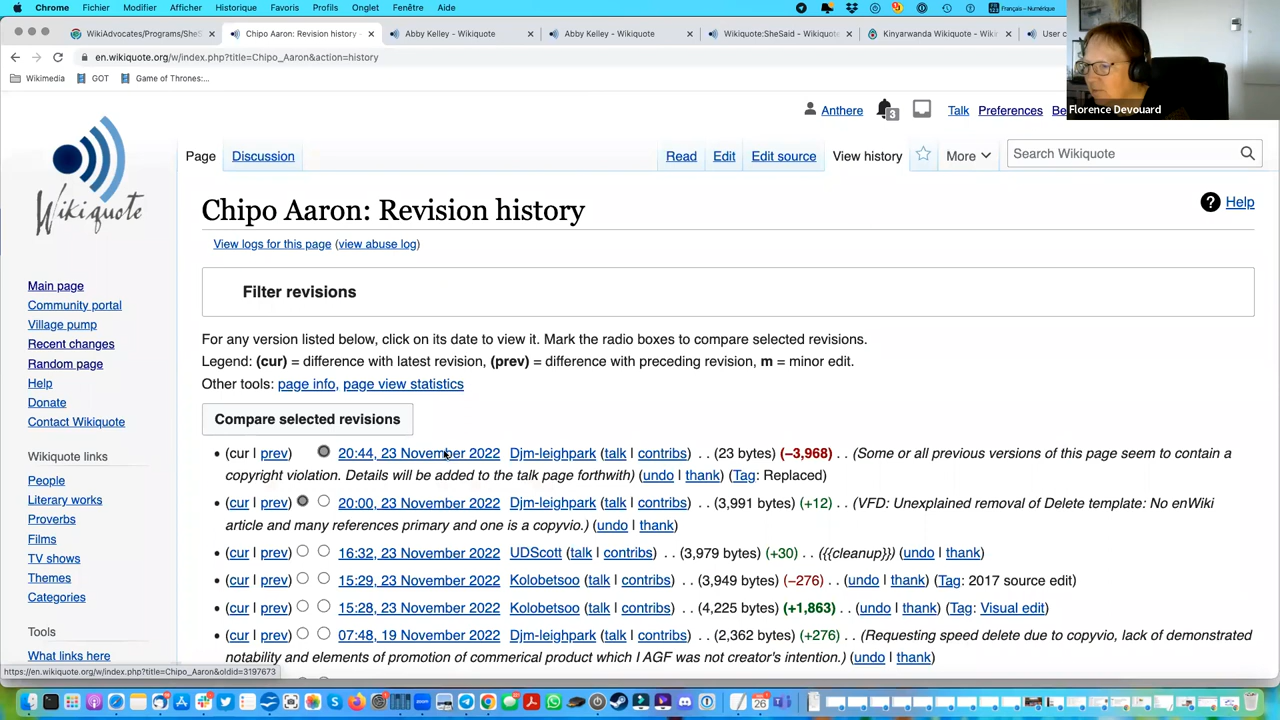 Chrome Fichier Modifier Afficher Historique Favoris Profils Onglet Fenêtre Aide Français – Numérique
WikiAdvocates/Programs/SheS Chipo Aaron: Revision history - Abby Kelley - Wikiquote Abby Kelley - Wikiquote Wikiquote:SheSaid - Wikiquote Kinyarwanda Wikiquote - Wiki User c
en.wikiquote.org/w/index.php?title=Chipo_Aaron&action=history
Wikimedia GOT Game of Thrones:...
Florence Devouard
Anthere 3 Talk Preferences Be
Page Discussion Read Edit Edit source View history More Search Wikiquote
Wikiquote
Chipo Aaron: Revision history
? Help
View logs for this page (view abuse log)
Filter revisions
For any version listed below, click on its date to view it. Mark the radio boxes to compare selected revisions.
Legend: (cur) = difference with latest revision, (prev) = difference with preceding revision, m = minor edit.
Other tools: page info, page view statistics
Compare selected revisions
• (cur | prev) 20:44, 23 November 2022 Djm-leighpark (talk | contribs) . . (23 bytes) (−3,968) . . (Some or all previous versions of this page seem to contain a
copyright violation. Details will be added to the talk page forthwith) (undo | thank) (Tag: Replaced)
• (cur | prev) 20:00, 23 November 2022 Djm-leighpark (talk | contribs) . . (3,991 bytes) (+12) . . (VFD: Unexplained removal of Delete template: No enWiki
article and many references primary and one is a copyvio.) (undo | thank)
• (cur | prev) 16:32, 23 November 2022 UDScott (talk | contribs) . . (3,979 bytes) (+30) . . ({{cleanup}}) (undo | thank)
• (cur | prev) 15:29, 23 November 2022 Kolobetsoo (talk | contribs) . . (3,949 bytes) (−276) . . (undo | thank) (Tag: 2017 source edit)
• (cur | prev) 15:28, 23 November 2022 Kolobetsoo (talk | contribs) . . (4,225 bytes) (+1,863) . . (undo | thank) (Tag: Visual edit)
• (cur | prev) 07:48, 19 November 2022 Djm-leighpark (talk | contribs) . . (2,362 bytes) (+276) . . (Requesting speed delete due to copyvio, lack of demonstrated
notability and elements of promotion of commerical product which I AGF was not creator's intention.) (undo | thank)
Main page
Community portal
Village pump
Recent changes
Random page
Help
Donate
Contact Wikiquote
Wikiquote links
People
Literary works
Proverbs
Films
TV shows
Themes
Categories
Tools
What links here
https://en.wikiquote.org/w/index.php?title=Chipo_Aaron&oldid=3197673
26